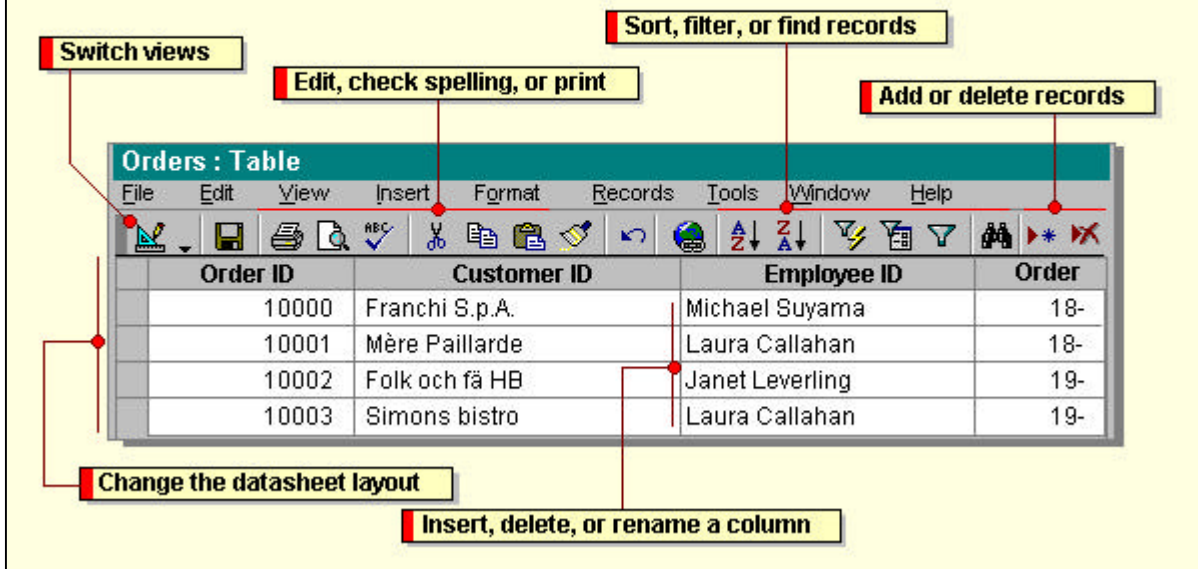 Sort, filter, or find records
Switch views
Edit, check spelling, or print
Add or delete records
Orders : Table
File Edit View Insert Format Records Tools Window Help
ABC A Z Z A
Order ID Customer ID Employee ID Order
10000 Franchi S.p.A. Michael Suyama 18-
10001 Mère Paillarde Laura Callahan 18-
10002 Folk och fä HB Janet Leverling 19-
10003 Simons bistro Laura Callahan 19-
Change the datasheet layout
Insert, delete, or rename a column